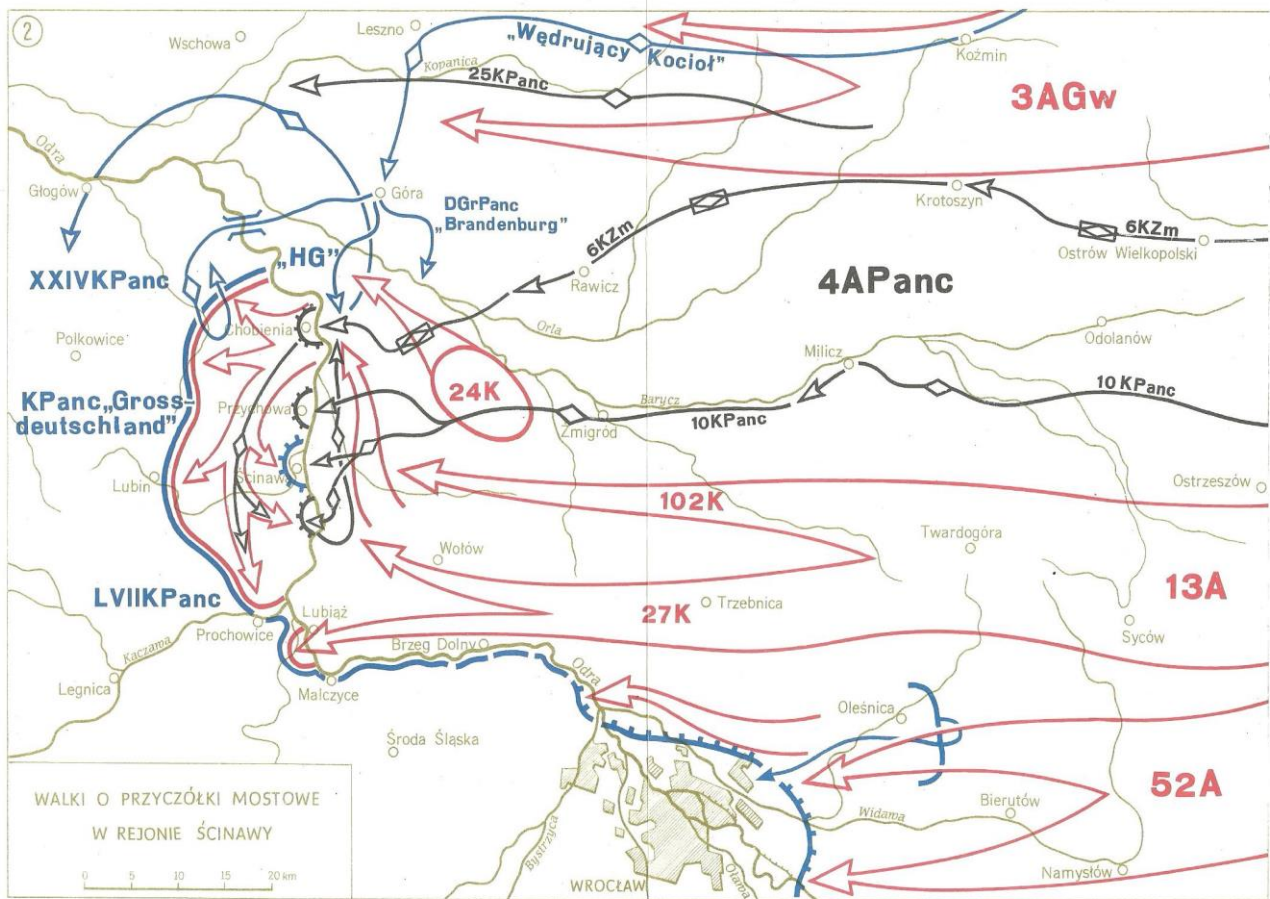 2
Leszno
Wschowa
Kopanica
„Wędrujący Kocioł”
Koźmin
25KPanc
3AGw
Odra
Głogów
Góra
DGrPanc
„Brandenburg”
Krotoszyn
6KZm
6KZm
Ostrów Wielkopolski
„HG”
XXIVKPanc
Rawicz
4APanc
Orla
Chobienia
Polkowice
Odolanów
Milicz
24K
KPanc„Gross-
deutschland”
Przychowa
Barycz
10KPanc
10KPanc
Żmigród
Lubin
Ścinawa
Ostrzeszów
102K
Twardogóra
Wołów
13A
LVIIKPanc
27K
Trzebnica
Lubiąż
Prochowice
Syców
Kaczawa
Brzeg Dolny
Odra
Legnica
Malczyce
Oleśnica
Środa Śląska
52A
WALKI O PRZYCZÓŁKI MOSTOWE
W REJONIE ŚCINAWY
0 5 10 15 20 km
Widawa
Bierutów
Bystrzyca
Oława
Namysłów
WROCŁAW